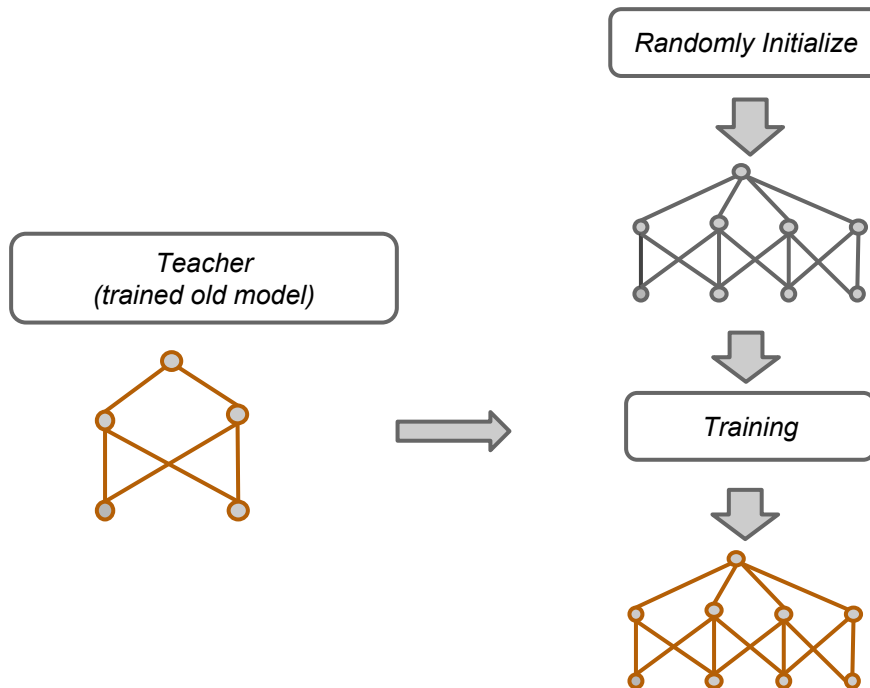 Randomly Initialize
Teacher
(trained old model)
Training